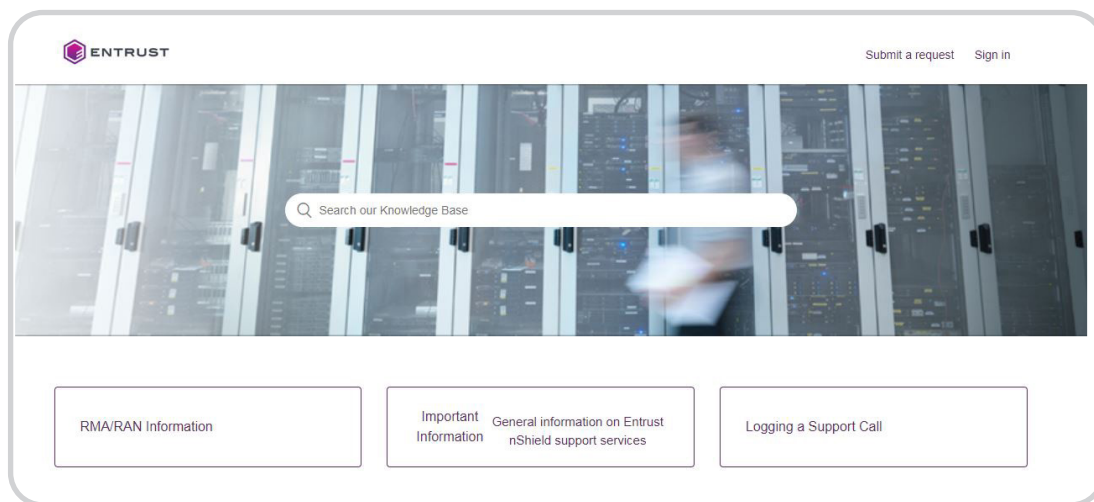 ENTRUST
Submit a request Sign in
Search our Knowledge Base
RMA/RAN Information
Important
Information
General information on Entrust
nShield support services
Logging a Support Call